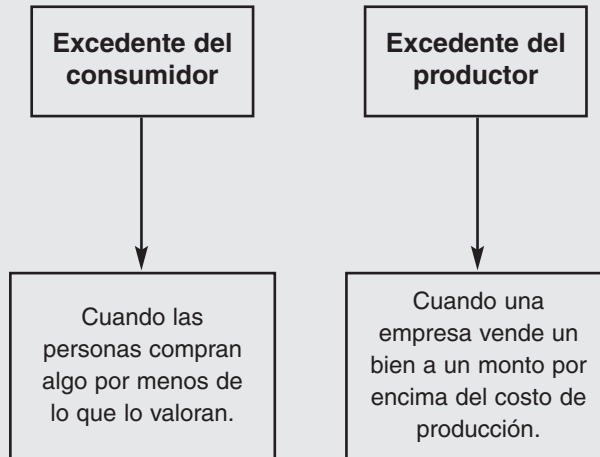 Excedente del
consumidor
Excedente del
productor
Cuando las
personas compran
algo por menos de
lo que lo valoran.
Cuando una
empresa vende un
bien a un monto por
encima del costo de
producción.